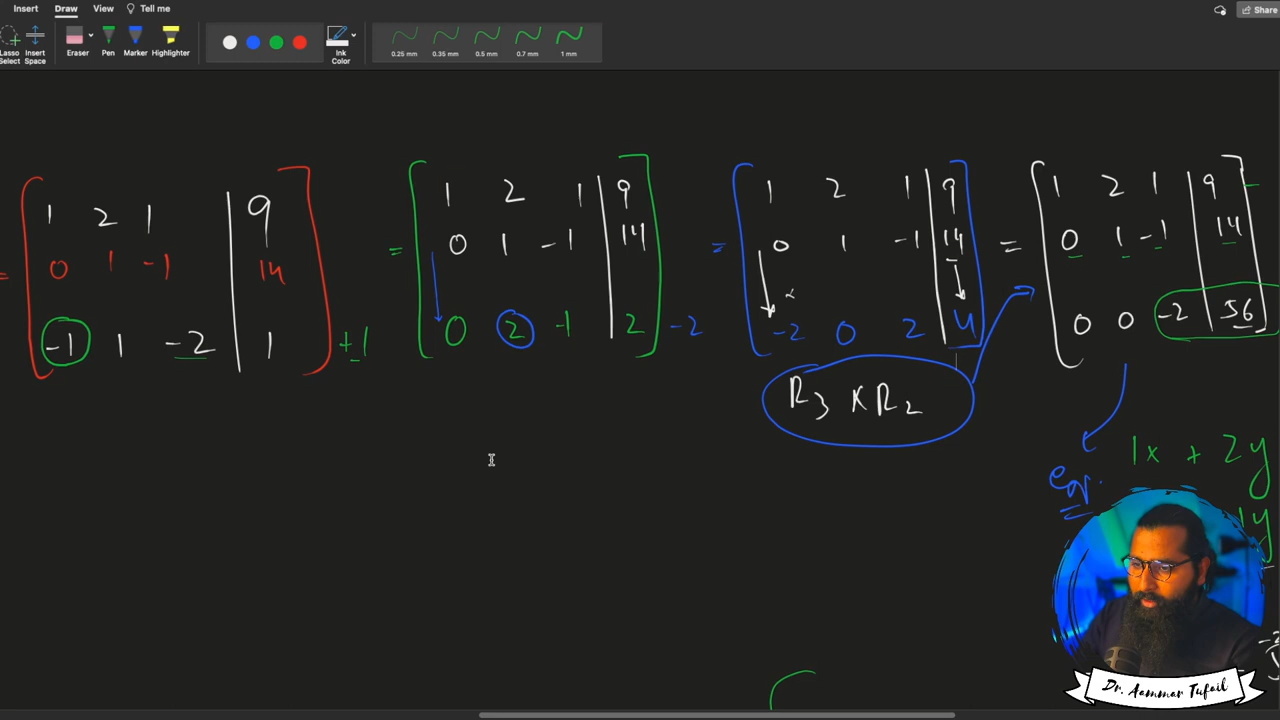 Insert Draw View Tell me
Share
Lasso Select Insert Space Eraser Pen Marker Highlighter Ink Color 0.25 mm 0.35 mm 0.5 mm 0.7 mm 1 mm
= 1 2 1 | 9
0 1 -1 | 14
-1 1 -2 | 1 +1
= 1 2 1 | 9
0 1 -1 | 14
0 2 -1 | 2 -2
= 1 2 1 | 9
0 1 -1 | 14
-2 0 2 | 4
R3 × R2
= 1 2 1 | 9
0 1 -1 | 14
0 0 -2 | 56
1x + 2y
eq.
1y
Dr. Aammar Tufail